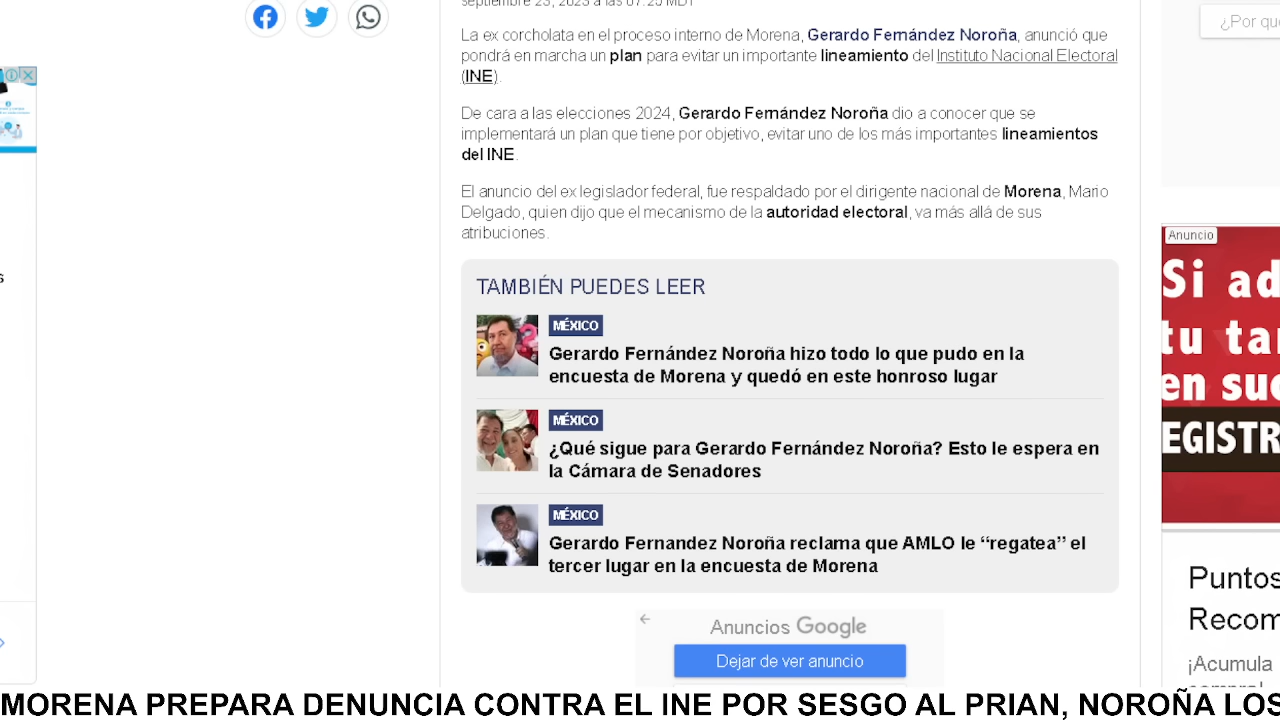 septiembre 23, 2023 a las 07:25 MDT
¿Por qu
La ex corcholata en el proceso interno de Morena, Gerardo Fernández Noroña, anunció que
pondrá en marcha un plan para evitar un importante lineamiento del Instituto Nacional Electoral
(INE).
De cara a las elecciones 2024, Gerardo Fernández Noroña dio a conocer que se
implementará un plan que tiene por objetivo, evitar uno de los más importantes lineamientos
del INE.
El anuncio del ex legislador federal, fue respaldado por el dirigente nacional de Morena, Mario
Delgado, quien dijo que el mecanismo de la autoridad electoral, va más allá de sus
atribuciones.
TAMBIÉN PUEDES LEER
MÉXICO
Gerardo Fernández Noroña hizo todo lo que pudo en la
encuesta de Morena y quedó en este honroso lugar
MÉXICO
¿Qué sigue para Gerardo Fernández Noroña? Esto le espera en
la Cámara de Senadores
MÉXICO
Gerardo Fernandez Noroña reclama que AMLO le “regatea” el
tercer lugar en la encuesta de Morena
Anuncios Google
Dejar de ver anuncio
Anuncio
Si ad
tu ta
en su
EGISTR
Puntos
Recom
¡Acumula
s
MORENA PREPARA DENUNCIA CONTRA EL INE POR SESGO AL PRIAN, NOROÑA LOS